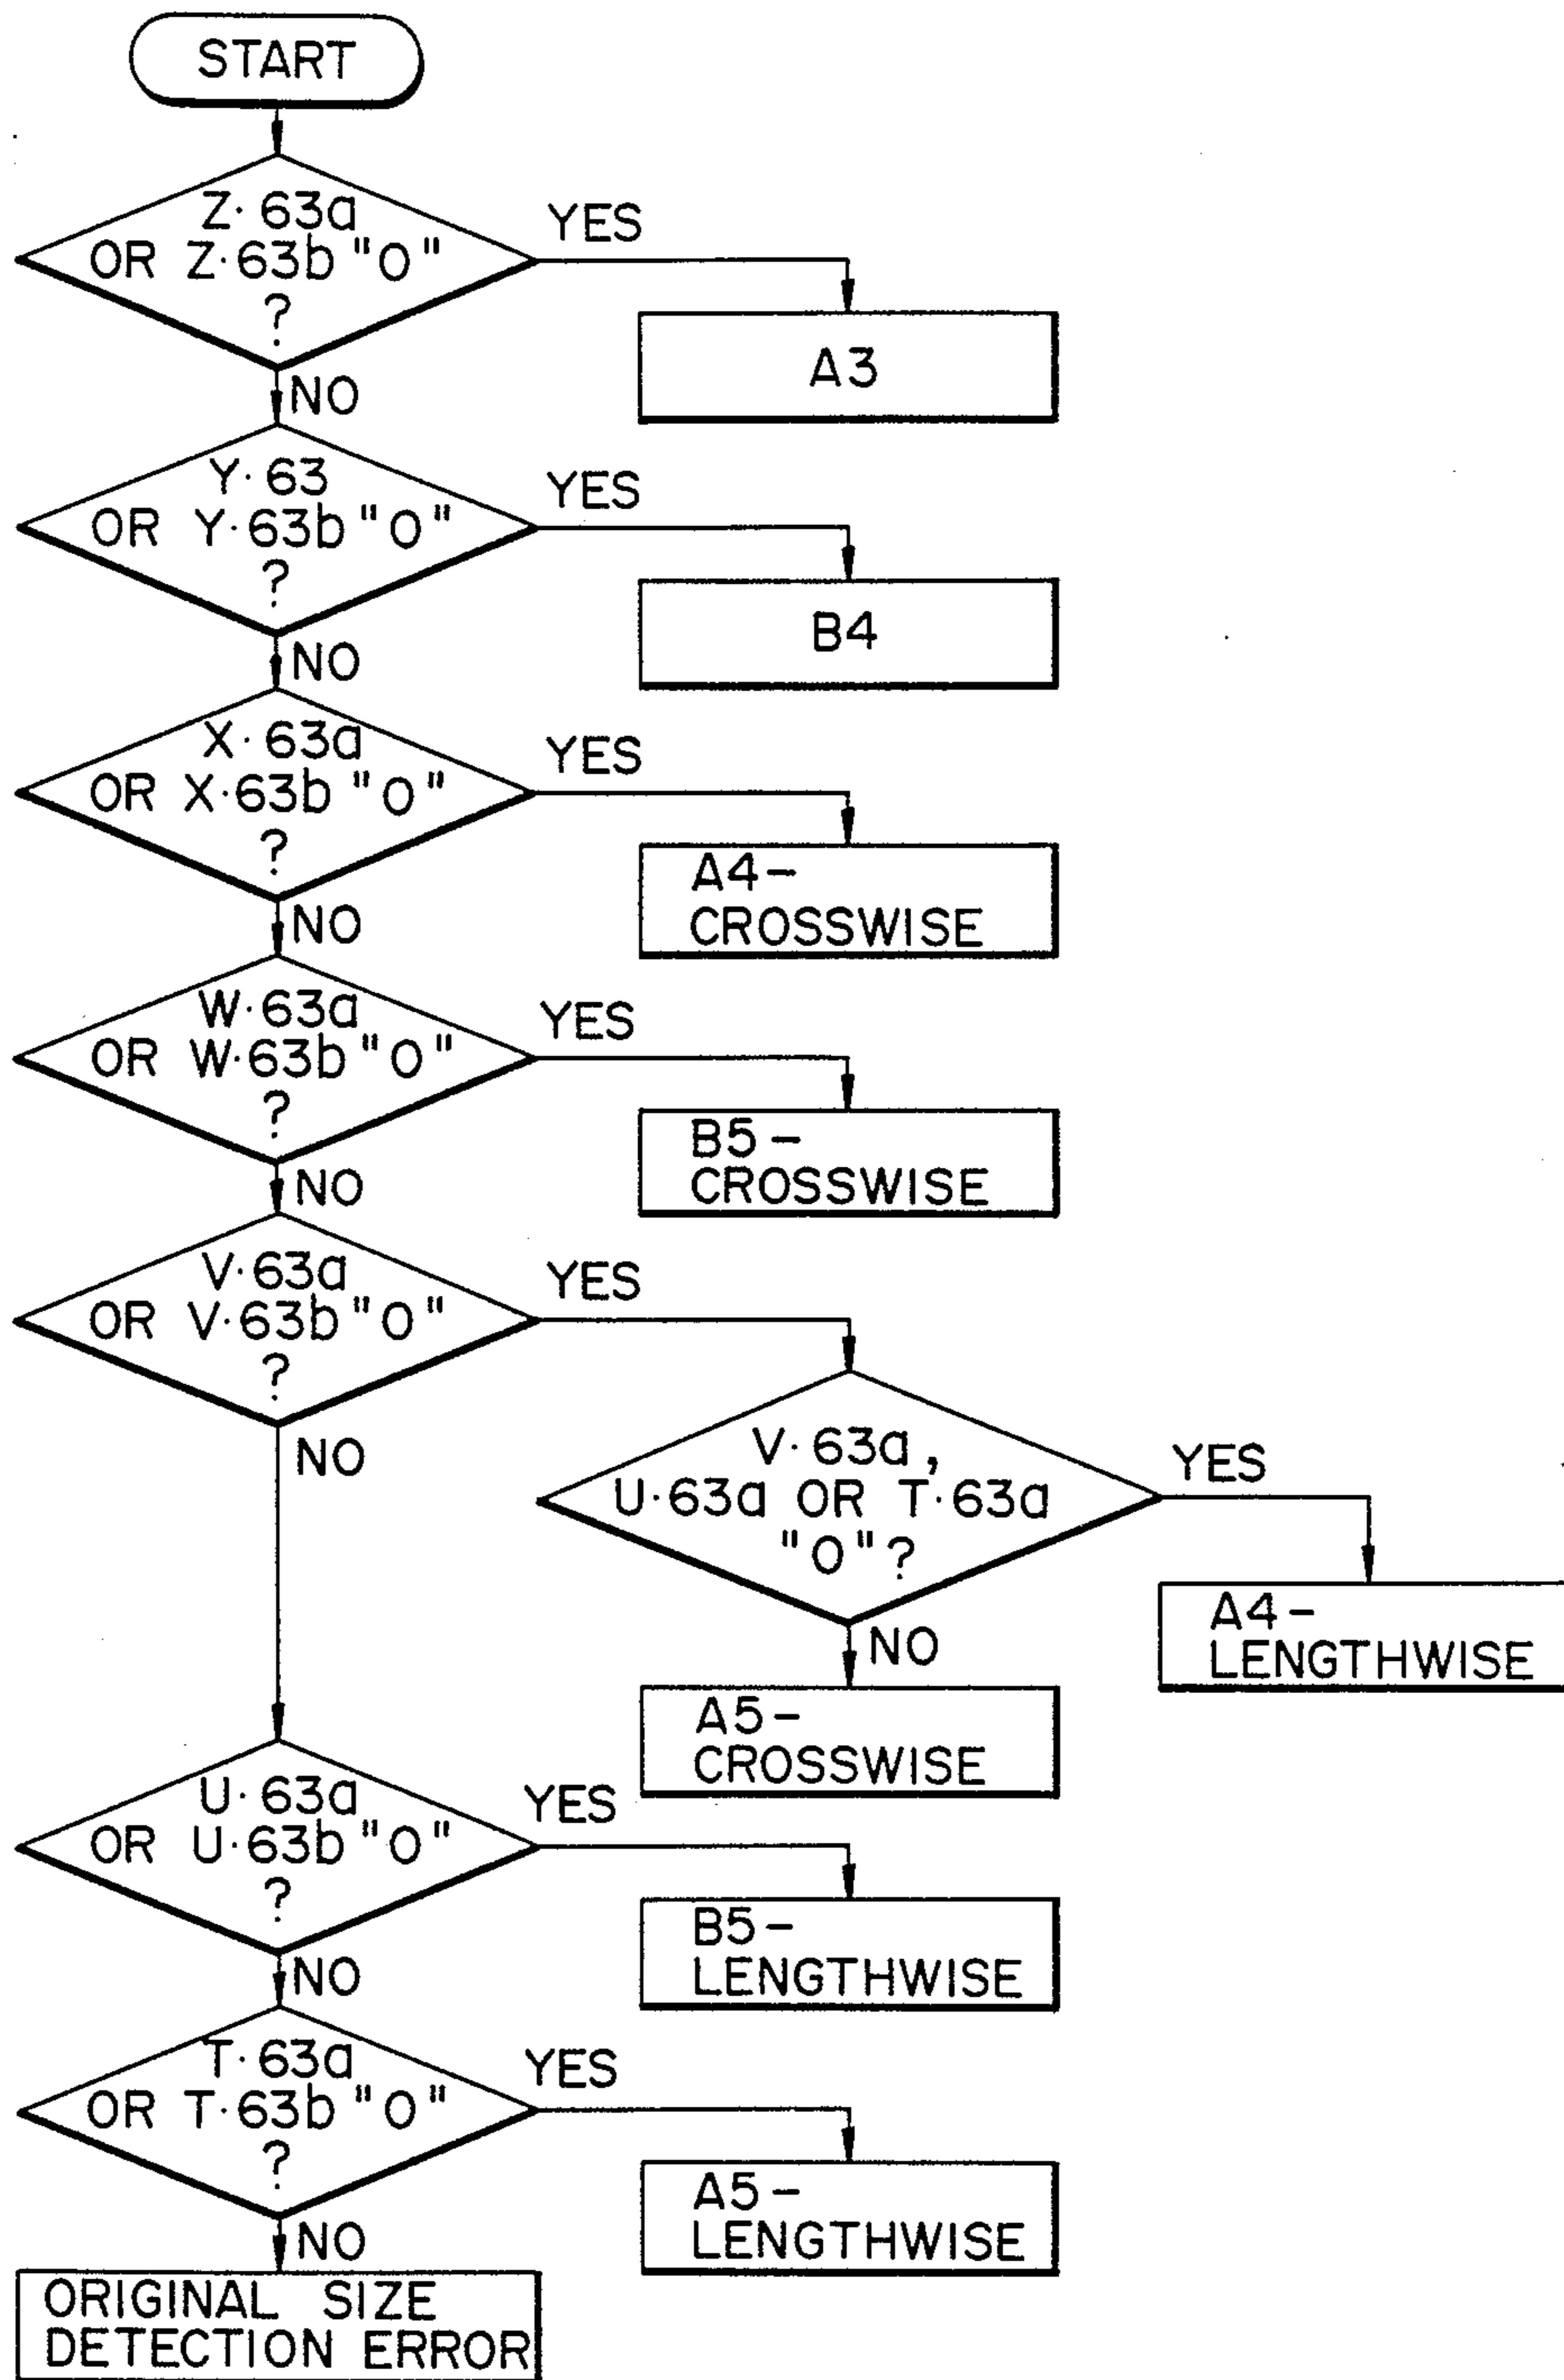 START
Z·63a
OR Z·63b "0"
?
YES
A3
NO
Y·63
OR Y·63b "0"
?
YES
B4
NO
X·63a
OR X·63b "0"
?
YES
A4-
CROSSWISE
NO
W·63a
OR W·63b "0"
?
YES
B5-
CROSSWISE
NO
V·63a
OR V·63b "0"
?
YES
NO
V·63a,
U·63a OR T·63a
"0"?
YES
A4-
LENGTHWISE
NO
A5-
CROSSWISE
U·63a
OR U·63b "0"
?
YES
B5-
LENGTHWISE
NO
T·63a
OR T·63b "0"
?
YES
A5-
LENGTHWISE
NO
ORIGINAL SIZE
DETECTION ERROR